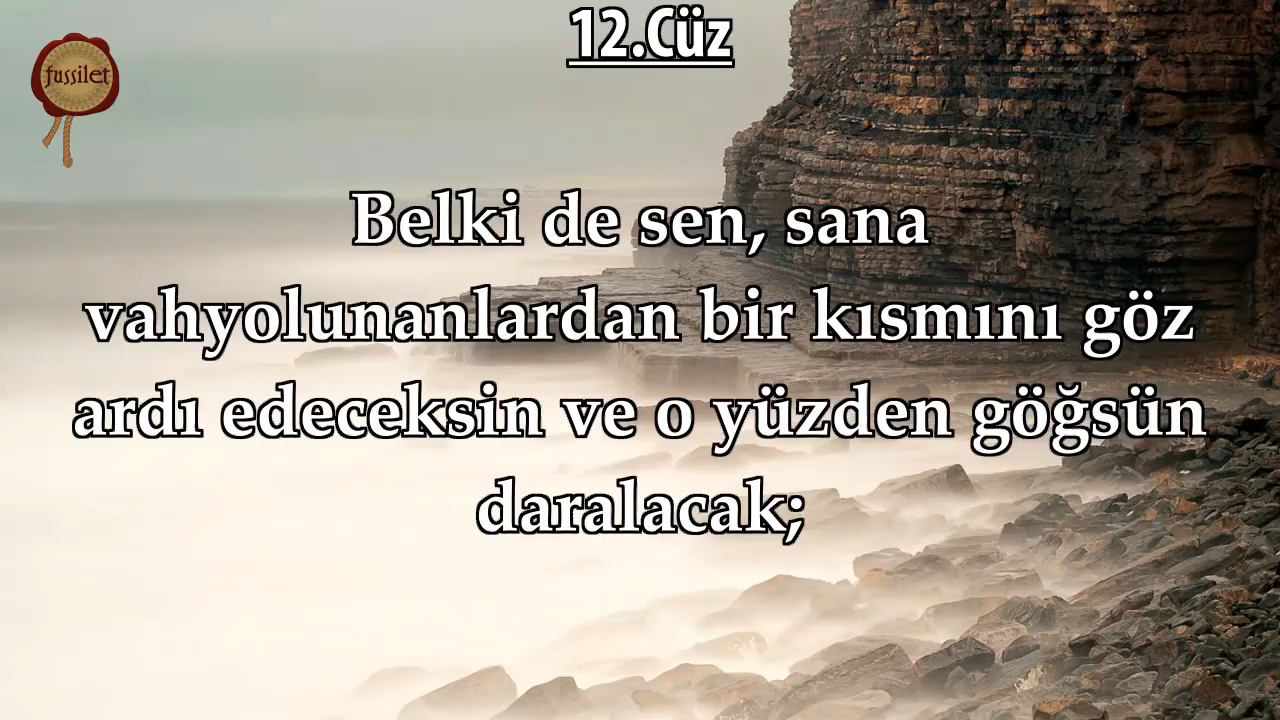 12.Cüz
fussilet
Belki de sen, sana
vahyolunanlardan bir kısmını göz
ardı edeceksin ve o yüzden göğsün
daralacak;